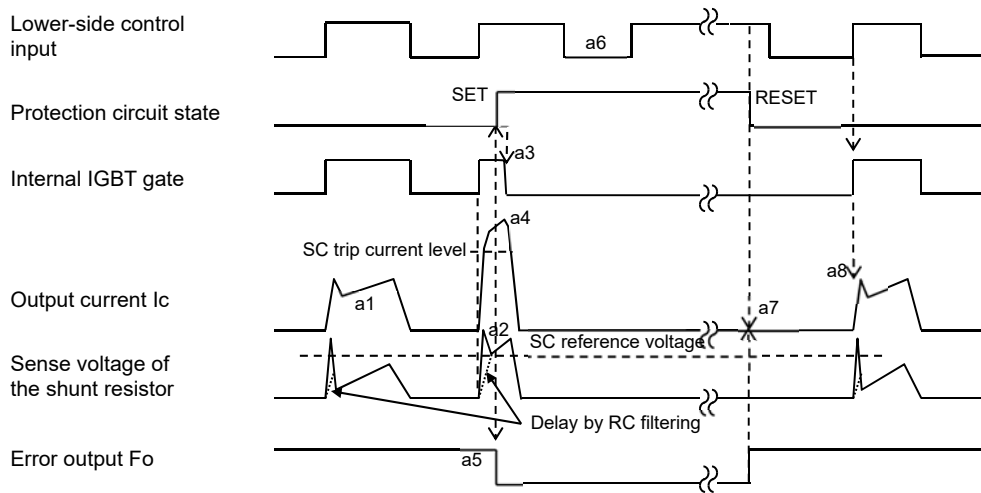 Lower-side control
input
a6
SET
RESET
Protection circuit state
a3
Internal IGBT gate
a4
SC trip current level
a8
Output current Ic
a1
a7
a2
SC reference voltage
Sense voltage of
the shunt resistor
Delay by RC filtering
Error output Fo
a5